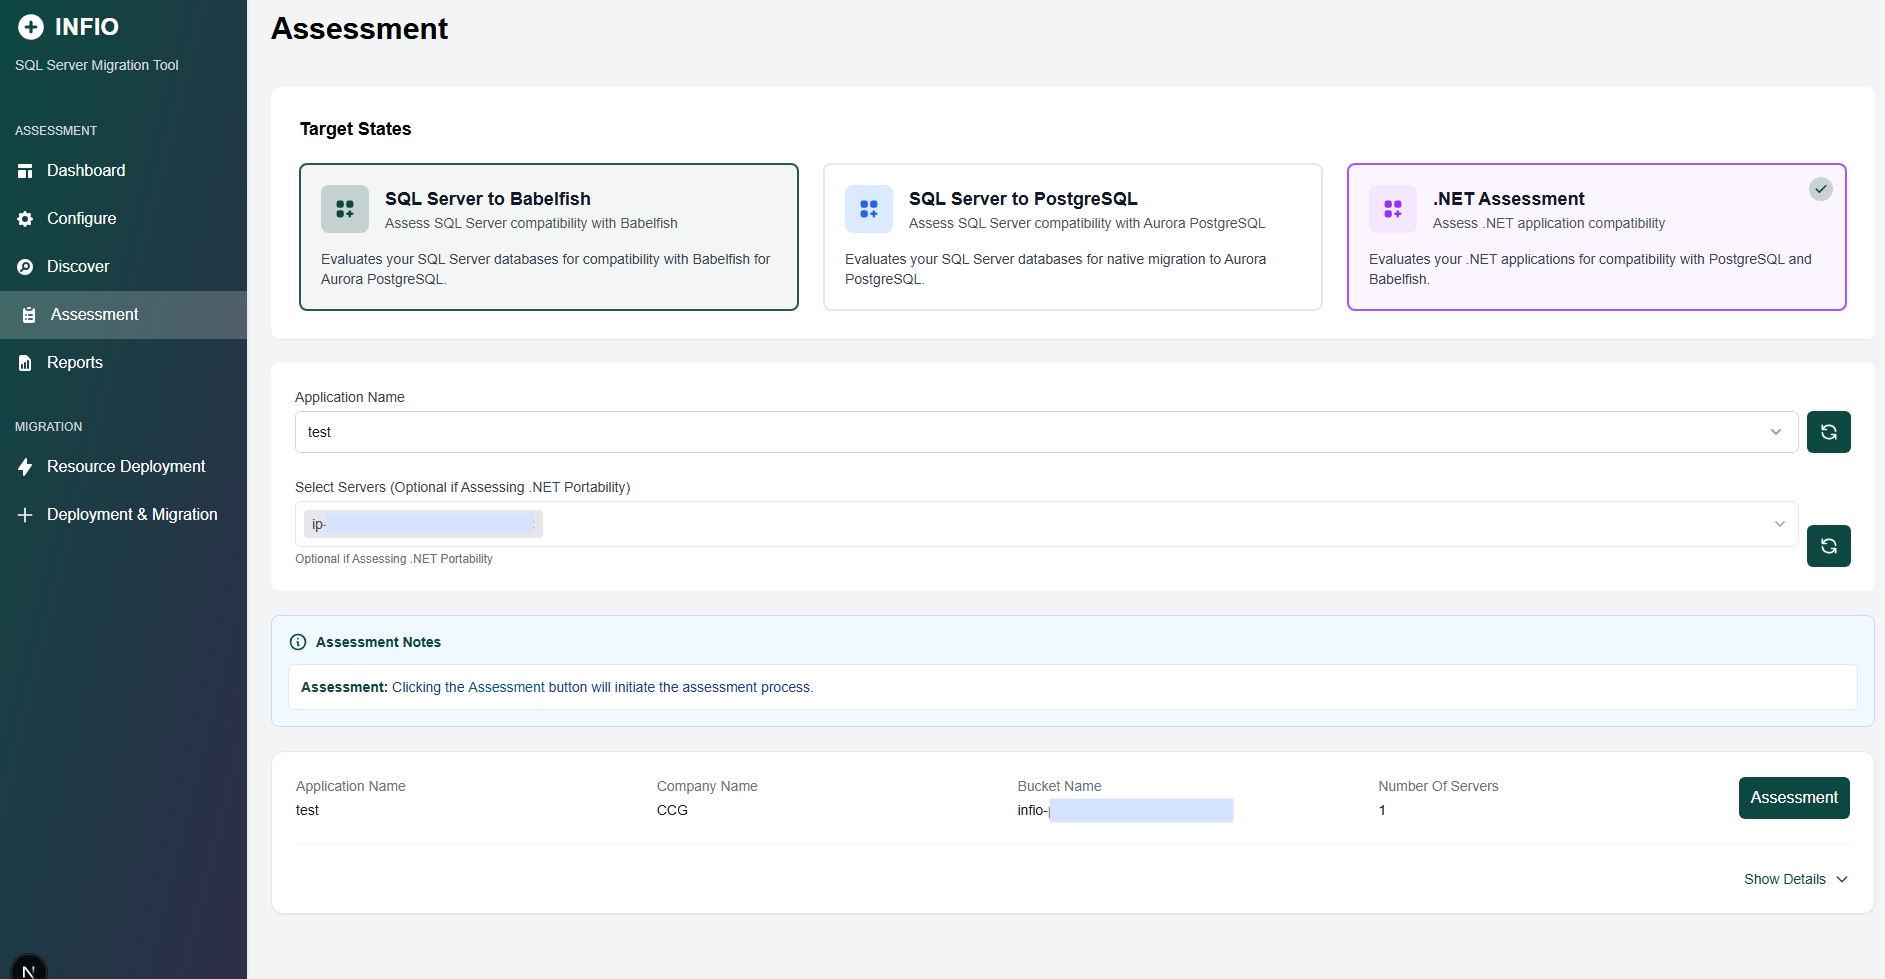 INFIO
SQL Server Migration Tool
ASSESSMENT
Dashboard
Configure
Discover
Assessment
Reports
MIGRATION
Resource Deployment
Deployment & Migration
N
Assessment
Target States
SQL Server to Babelfish
Assess SQL Server compatibility with Babelfish
Evaluates your SQL Server databases for compatibility with Babelfish for
Aurora PostgreSQL.
SQL Server to PostgreSQL
Assess SQL Server compatibility with Aurora PostgreSQL
Evaluates your SQL Server databases for native migration to Aurora
PostgreSQL.
.NET Assessment
Assess .NET application compatibility
Evaluates your .NET applications for compatibility with PostgreSQL and
Babelfish.
Application Name
test
Select Servers (Optional if Assessing .NET Portability)
ip-
Optional if Assessing .NET Portability
Assessment Notes
Assessment: Clicking the Assessment button will initiate the assessment process.
Application Name
test
Company Name
CCG
Bucket Name
infio-
Number Of Servers
1
Assessment
Show Details